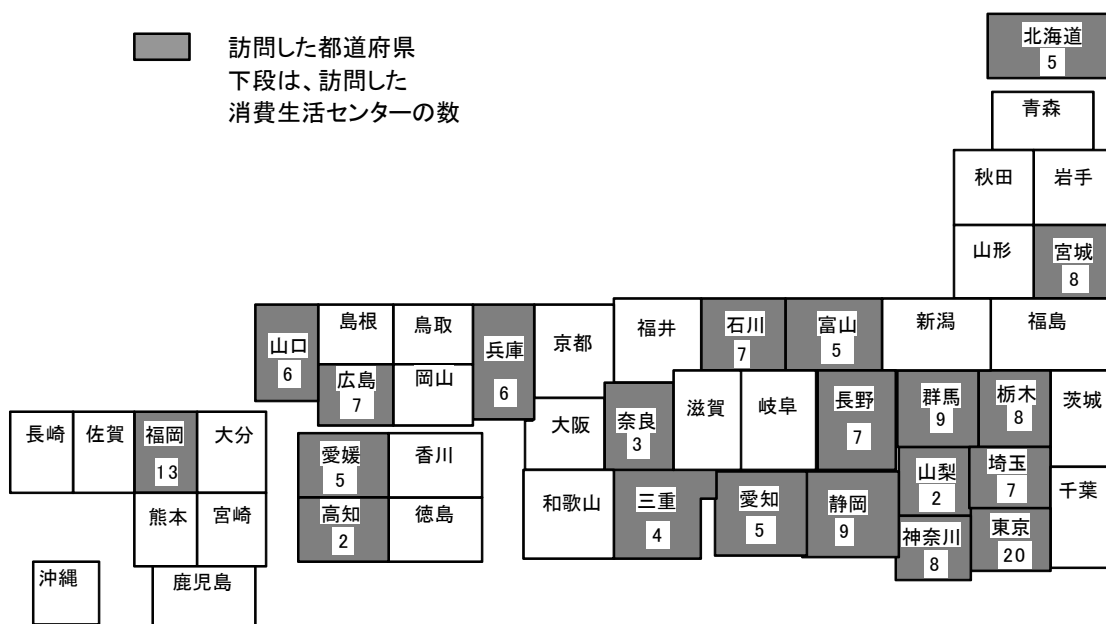 訪問した都道府県
下段は、訪問した
消費生活センターの数
北海道
5
青森
秋田
岩手
山形
宮城
8
山口
6
島根
鳥取
兵庫
6
京都
福井
石川
7
富山
5
新潟
福島
広島
7
岡山
大阪
奈良
3
滋賀
岐阜
長野
7
群馬
9
栃木
8
茨城
長崎
佐賀
福岡
13
大分
愛媛
5
香川
和歌山
三重
4
愛知
5
静岡
9
山梨
2
埼玉
7
千葉
熊本
宮崎
高知
2
徳島
神奈川
8
東京
20
沖縄
鹿児島